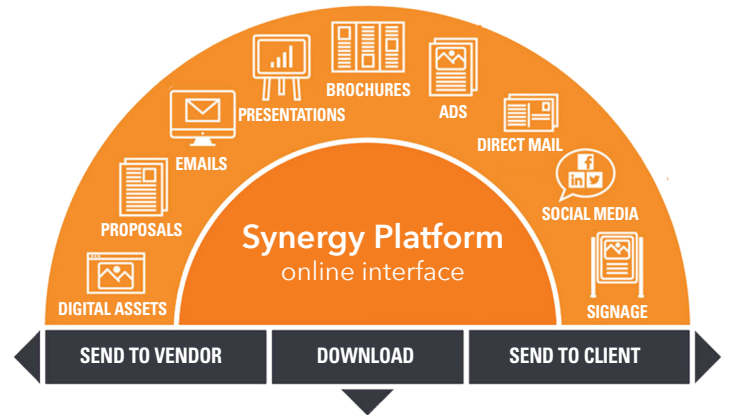 DIGITAL ASSETS
PROPOSALS
EMAILS
PRESENTATIONS
BROCHURES
ADS
DIRECT MAIL
f
in
SOCIAL MEDIA
SIGNAGE
Synergy Platform
online interface
SEND TO VENDOR
DOWNLOAD
SEND TO CLIENT